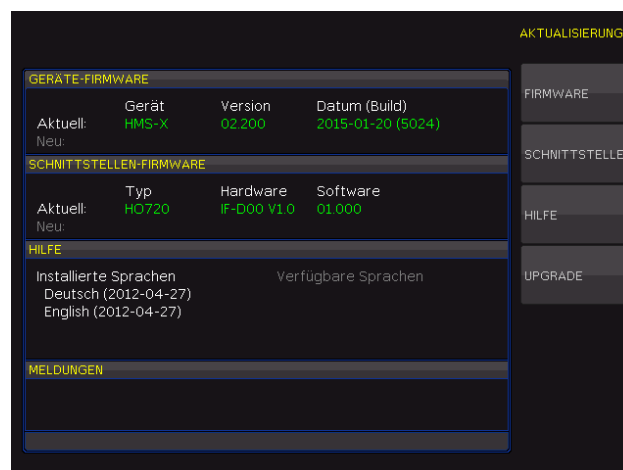 AKTUALISIERUNG
GERÄTE-FIRMWARE
Gerät Version Datum (Build)
Aktuell: HMS-X 02.200 2015-01-20 (5024)
Neu:
SCHNITTSTELLEN-FIRMWARE
Typ Hardware Software
Aktuell: HO720 IF-D00 V1.0 01.000
Neu:
HILFE
Installierte Sprachen Verfügbare Sprachen
Deutsch (2012-04-27)
English (2012-04-27)
MELDUNGEN
FIRMWARE
SCHNITTSTELLE
HILFE
UPGRADE